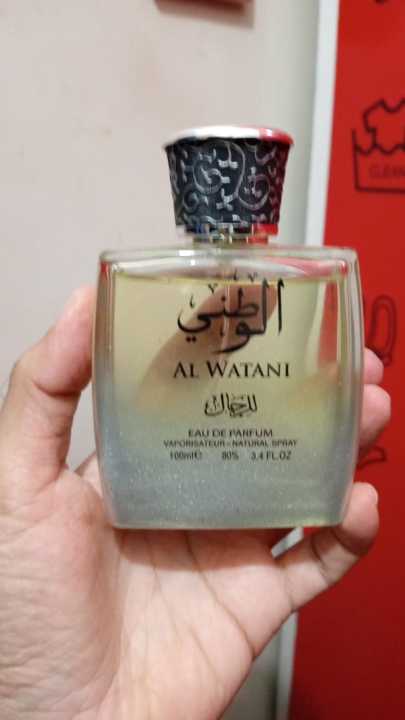 الوطني
AL WATANI
للرجال
EAU DE PARFUM
VAPORISATEUR - NATURAL SPRAY
100ml℮ 80% 3.4 FL.OZ